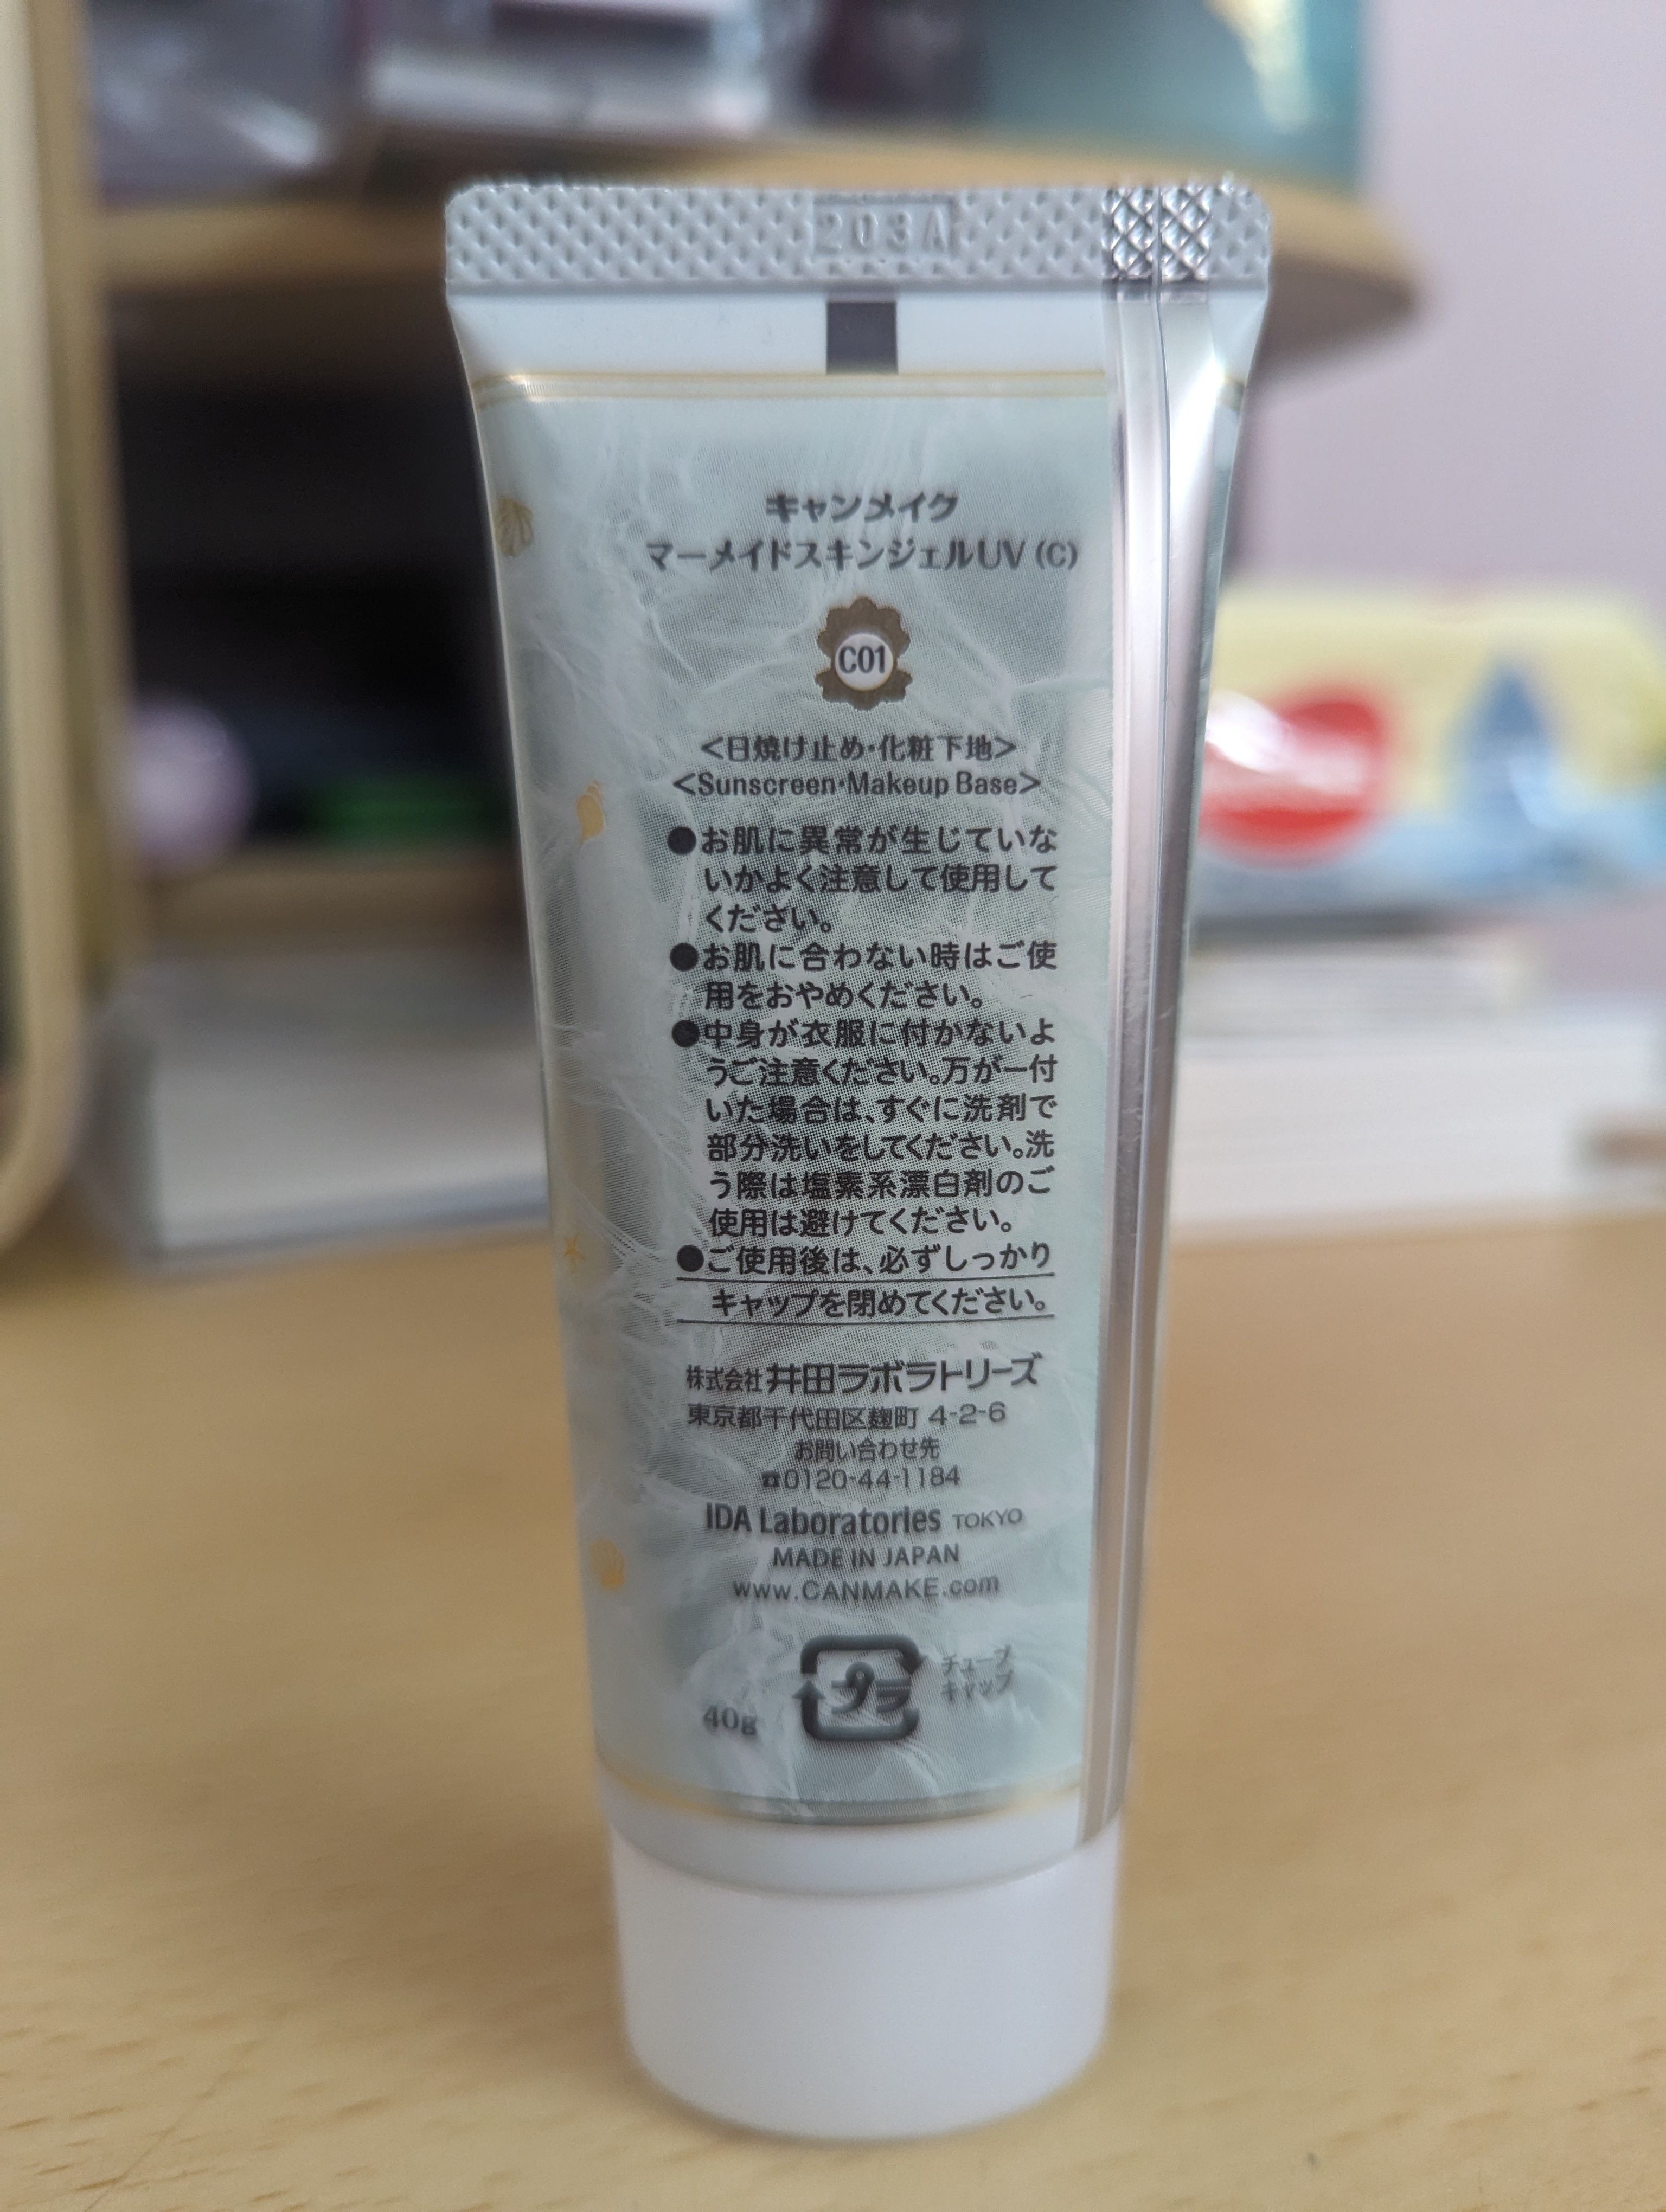 203A
キャンメイク
マーメイドスキンジェルUV (C)
C01
<日焼け止め・化粧下地>
<Sunscreen・Makeup Base>
●お肌に異常が生じていな
いかよく注意して使用して
ください。
●お肌に合わない時はご使
用をおやめください。
●中身が衣服に付かないよ
うご注意ください。万が一付
いた場合は、すぐに洗剤で
部分洗いをしてください。洗
う際は塩素系漂白剤のご
使用は避けてください。
●ご使用後は、必ずしっかり
キャップを閉めてください。
株式会社 井田ラボラトリーズ
東京都千代田区麹町 4-2-6
お問い合わせ先
☎0120-44-1184
IDA Laboratories TOKYO
MADE IN JAPAN
www.CANMAKE.com
40g
プラ
チューブ
キャップ